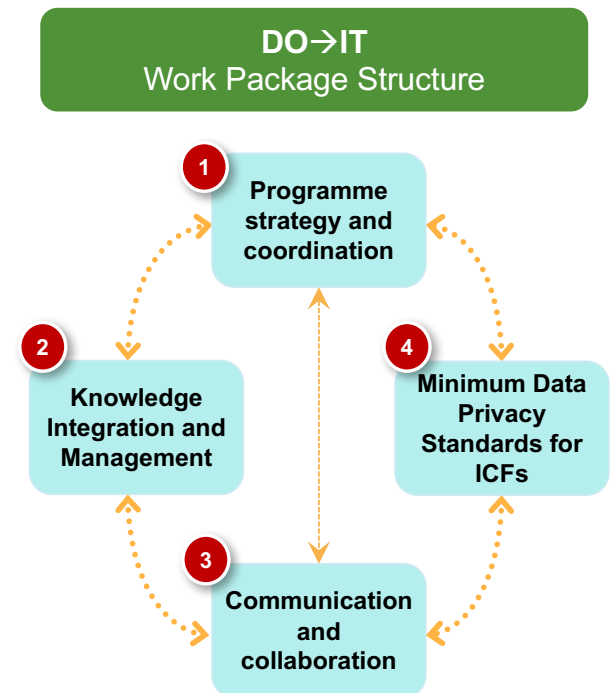 DO→IT
Work Package Structure
1
Programme
strategy and
coordination
2
Knowledge
Integration and
Management
4
Minimum Data
Privacy
Standards for
ICFs
3
Communication
and
collaboration